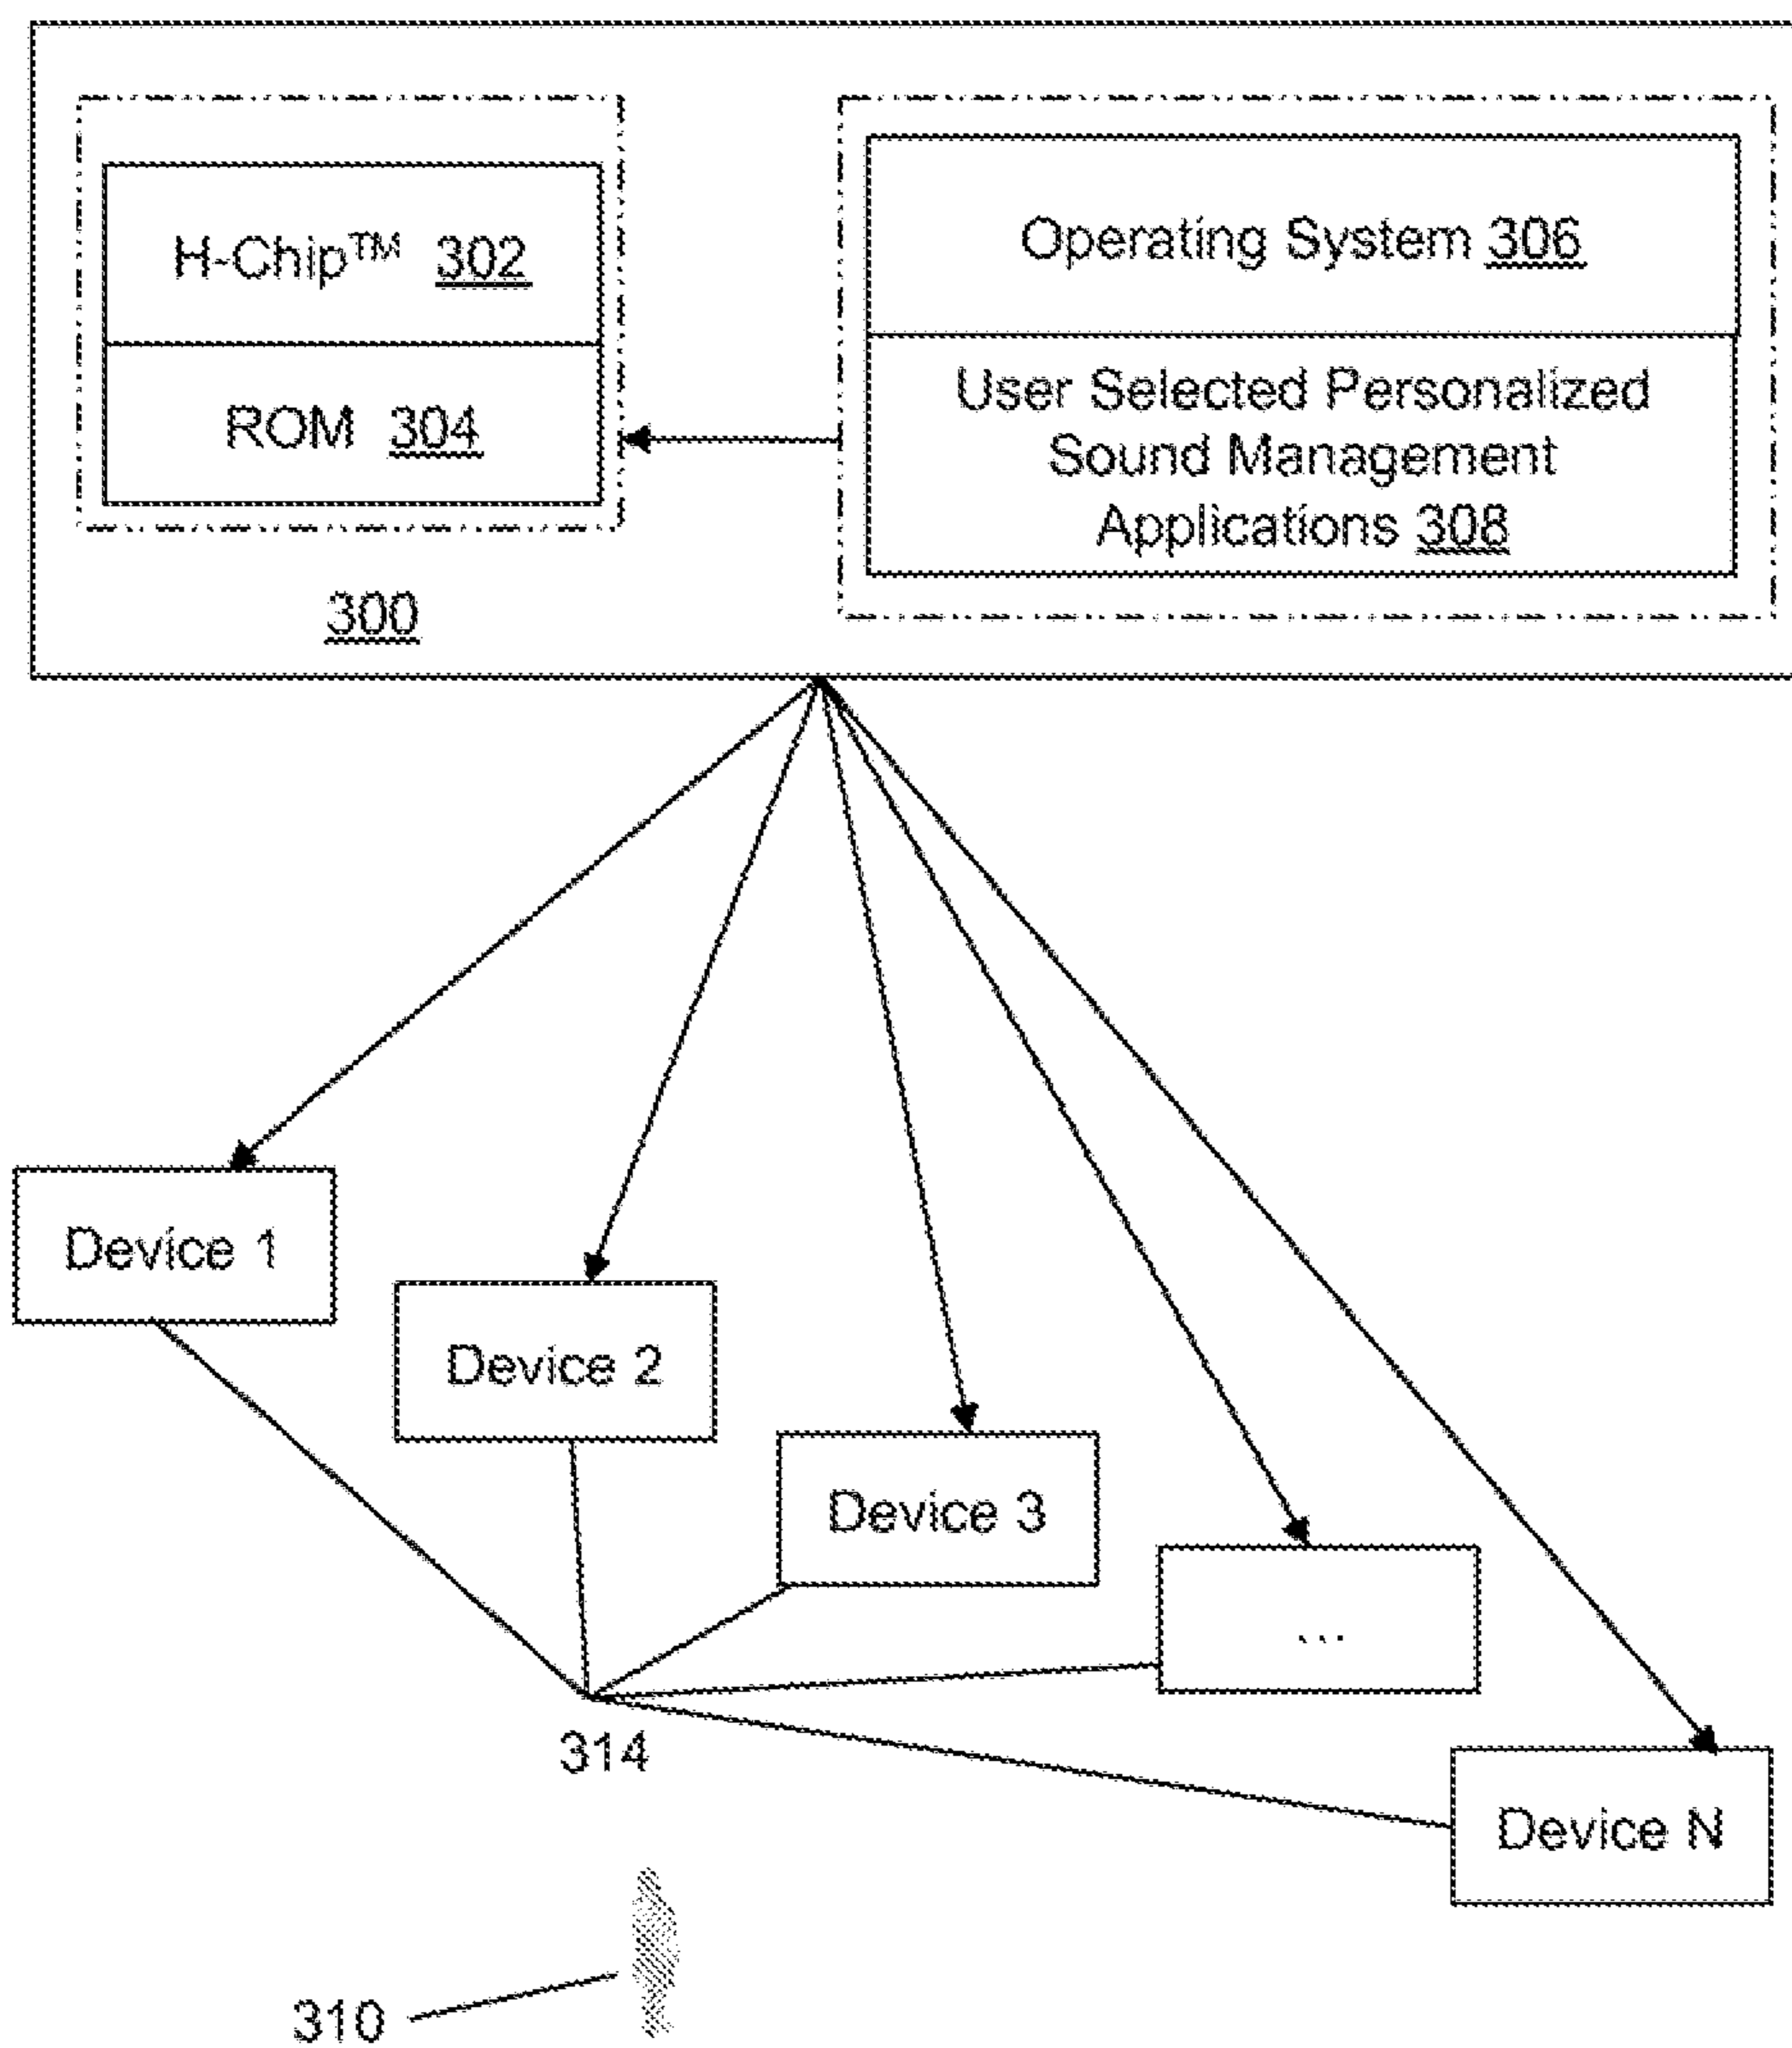 H-Chip™ 302
ROM 304
Operating System 306
User Selected Personalized
Sound Management
Applications 308
300
Device 1
Device 2
Device 3
...
Device N
314
310